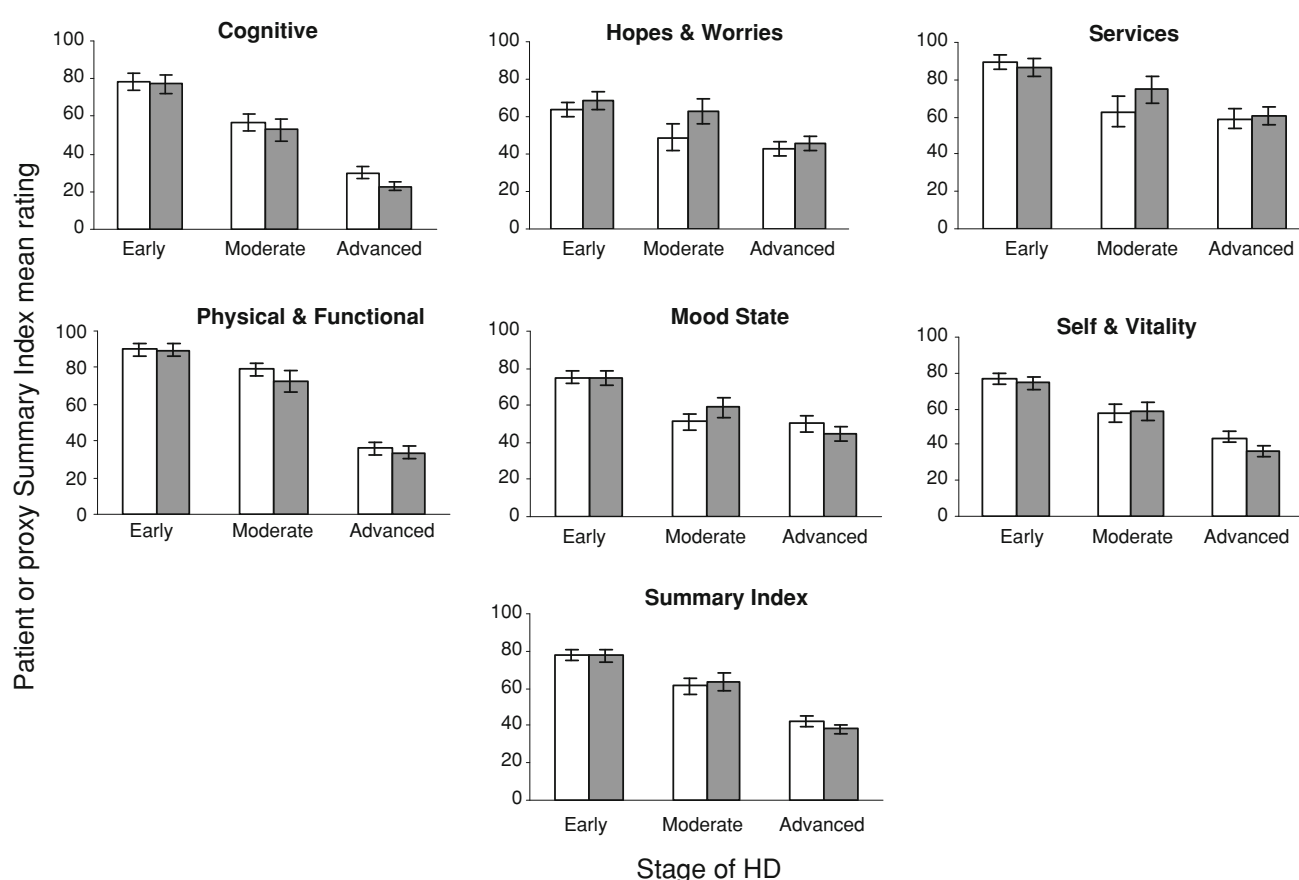 Patient or proxy Summary Index mean rating
Cognitive
100
80
60
40
20
0
Early Moderate Advanced
Hopes & Worries
100
80
60
40
20
0
Early Moderate Advanced
Services
100
80
60
40
20
0
Early Moderate Advanced
Physical & Functional
100
80
60
40
20
0
Early Moderate Advanced
Mood State
100
80
60
40
20
0
Early Moderate Advanced
Self & Vitality
100
80
60
40
20
0
Early Moderate Advanced
Summary Index
100
80
60
40
20
0
Early Moderate Advanced
Stage of HD